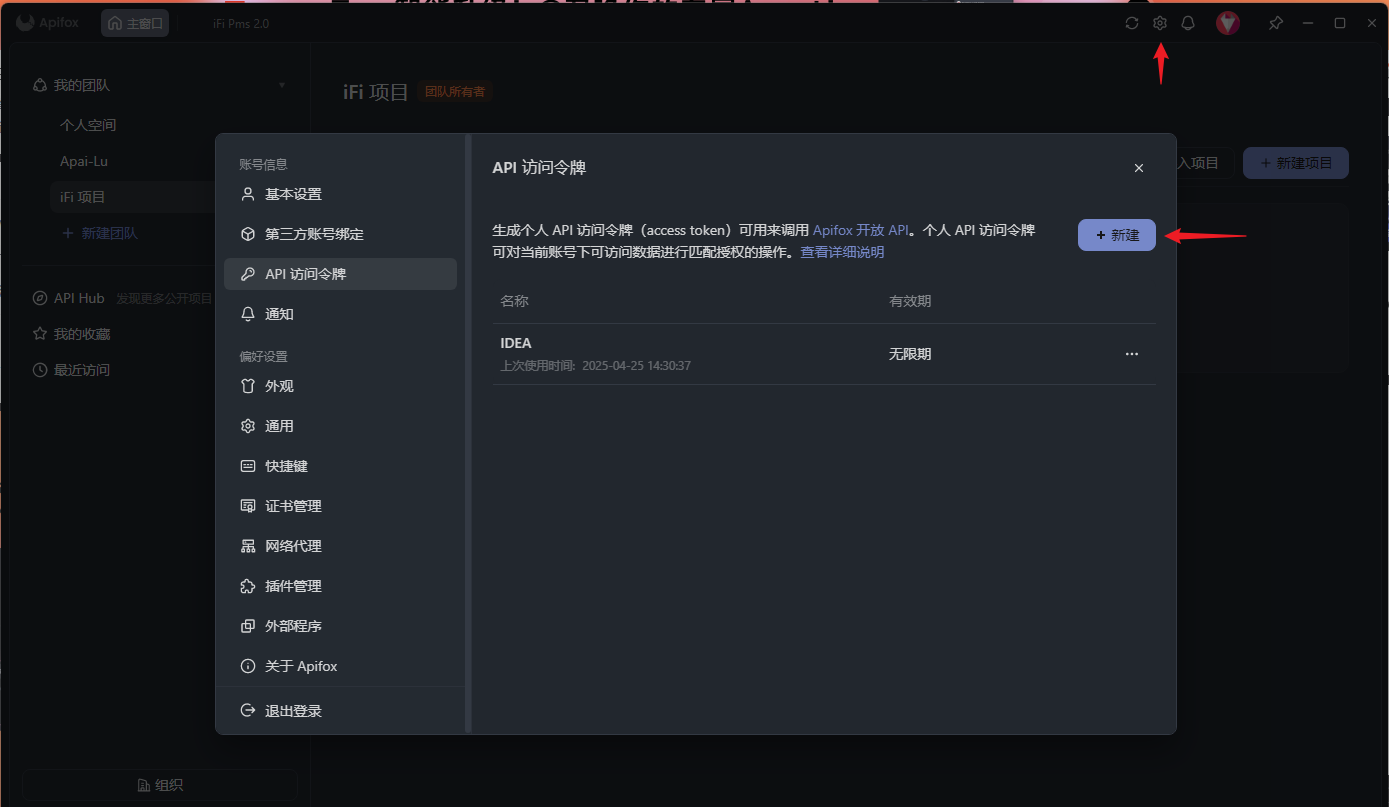 Apifox
主窗口
iFi Pms 2.0
我的团队
个人空间
Apai-Lu
iFi 项目
+ 新建团队
API Hub 发现更多公开项目
我的收藏
最近访问
组织
iFi 项目 团队所有者
入项目
+ 新建项目
账号信息
基本设置
第三方账号绑定
API 访问令牌
通知
偏好设置
外观
通用
快捷键
证书管理
网络代理
插件管理
外部程序
关于 Apifox
退出登录
API 访问令牌
生成个人 API 访问令牌（access token）可用来调用 Apifox 开放 API。个人 API 访问令牌
可对当前账号下可访问数据进行匹配授权的操作。查看详细说明
+ 新建
名称 有效期
IDEA
上次使用时间: 2025-04-25 14:30:37
无限期